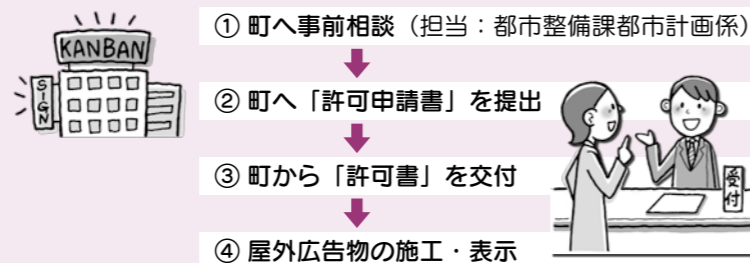 ① 町へ事前相談（担当：都市整備課都市計画係）
KANBAN
SIGN
② 町へ「許可申請書」を提出
③ 町から「許可書」を交付
受付
④ 屋外広告物の施工・表示